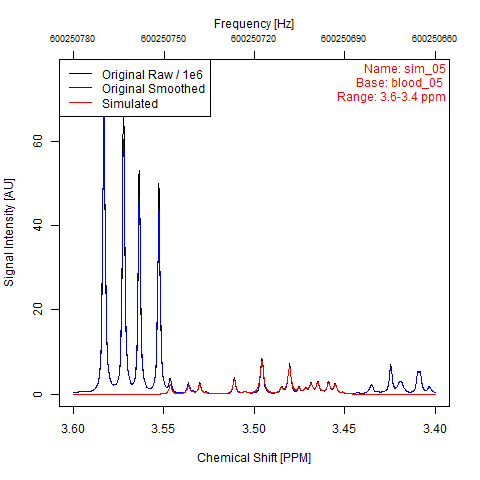 Frequency [Hz]
600250780 600250750 600250720 600250690 600250660
Original Raw / 1e6
Original Smoothed
Simulated
Name: sim_05
Base: blood_05
Range: 3.6-3.4 ppm
Signal Intensity [AU]
60
40
20
0
3.60 3.55 3.50 3.45 3.40
Chemical Shift [PPM]